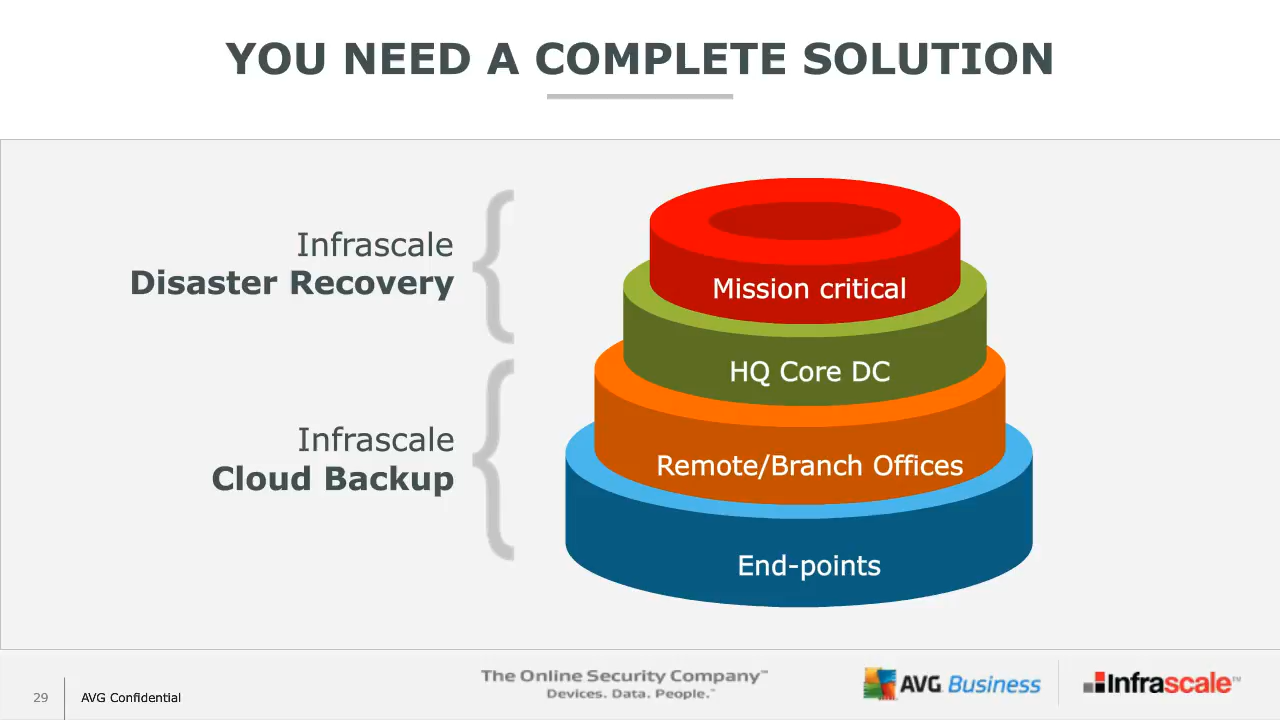 YOU NEED A COMPLETE SOLUTION
Infrascale
Disaster Recovery
Infrascale
Cloud Backup
Mission critical
HQ Core DC
Remote/Branch Offices
End-points
29
AVG Confidential
The Online Security Company™
Devices. Data. People.™
AVG Business
Infrascale™